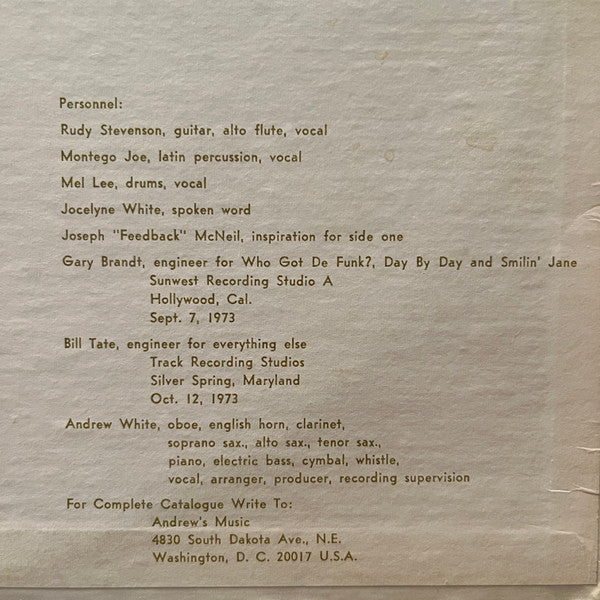 Personnel:
Rudy Stevenson, guitar, alto flute, vocal
Montego Joe, latin percussion, vocal
Mel Lee, drums, vocal
Jocelyne White, spoken word
Joseph "Feedback" McNeil, inspiration for side one
Gary Brandt, engineer for Who Got De Funk?, Day By Day and Smilin' Jane
Sunwest Recording Studio A
Hollywood, Cal.
Sept. 7, 1973
Bill Tate, engineer for everything else
Track Recording Studios
Silver Spring, Maryland
Oct. 12, 1973
Andrew White, oboe, english horn, clarinet,
soprano sax., alto sax., tenor sax.,
piano, electric bass, cymbal, whistle,
vocal, arranger, producer, recording supervision
For Complete Catalogue Write To:
Andrew's Music
4830 South Dakota Ave., N.E.
Washington, D. C. 20017 U.S.A.